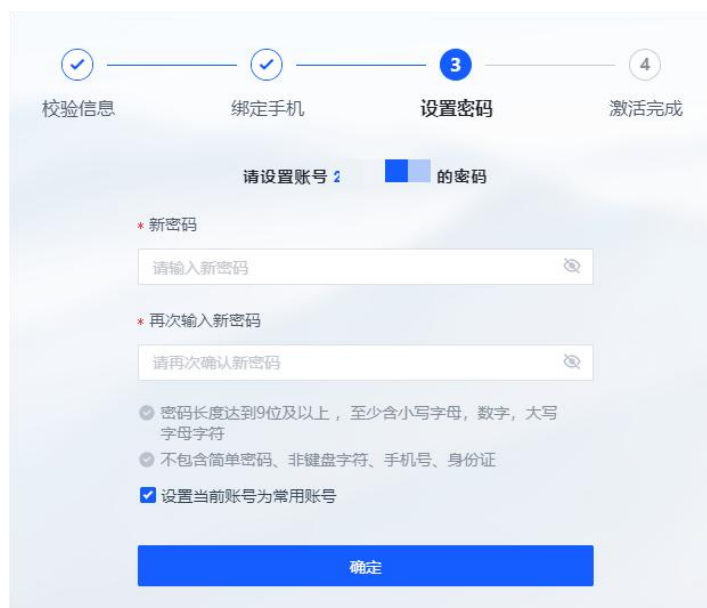 3
4
校验信息
绑定手机
设置密码
激活完成
请设置账号 2 的密码
* 新密码
请输入新密码
* 再次输入新密码
请再次确认新密码
密码长度达到9位及以上，至少含小写字母，数字，大写
字母字符
不包含简单密码、非键盘字符、手机号、身份证
设置当前账号为常用账号
确定